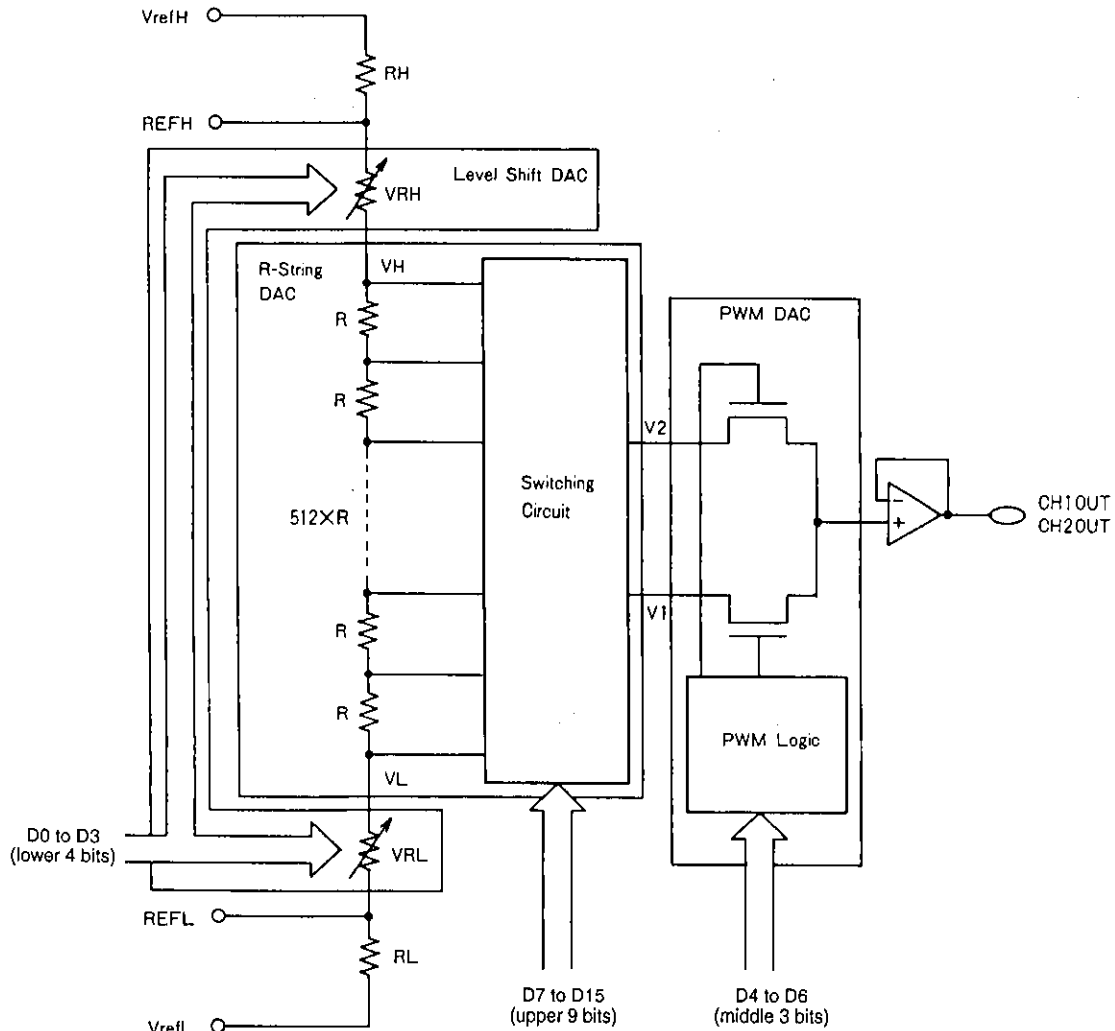 VrefH
RH
REFH
Level Shift DAC
VRH
R-String
DAC
VH
R
R
512×R
R
R
VL
Switching
Circuit
PWM DAC
V2
V1
CH1OUT
CH2OUT
PWM Logic
D0 to D3
(lower 4 bits)
VRL
REFL
RL
VrefL
D7 to D15
(upper 9 bits)
D4 to D6
(middle 3 bits)